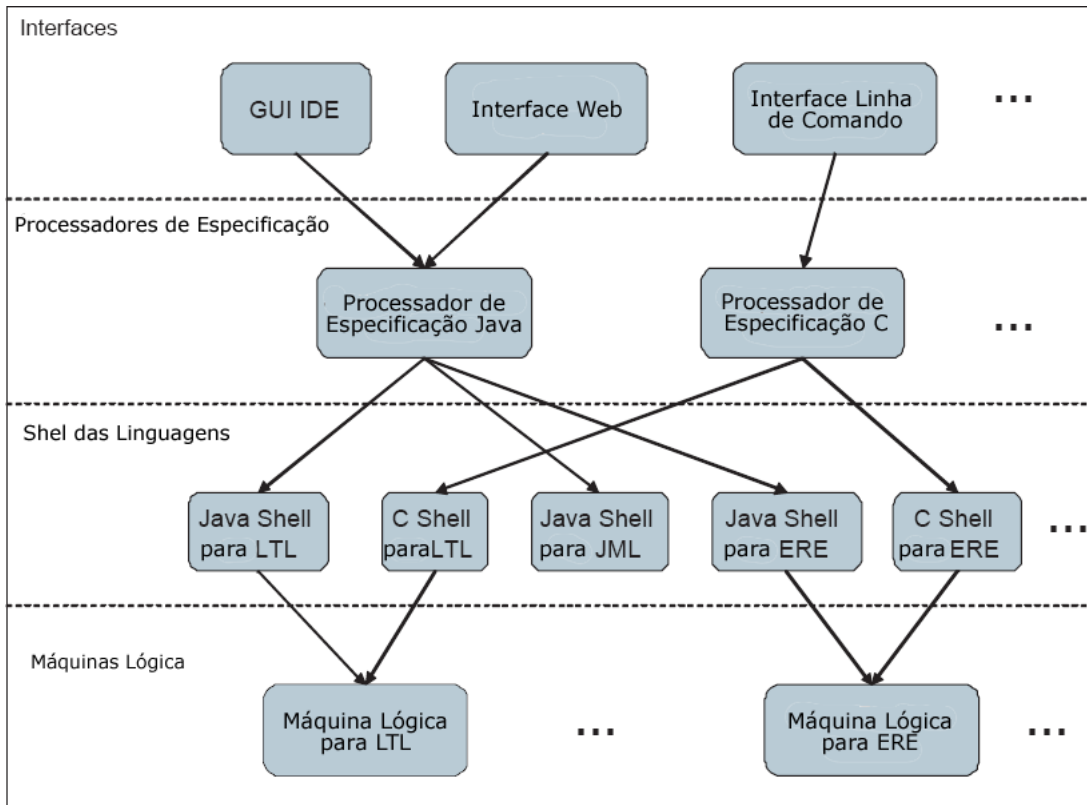 Interfaces
GUI IDE
Interface Web
Interface Linha
de Comando
...
Processadores de Especificação
Processador de
Especificação Java
Processador de
Especificação C
...
Shel das Linguagens
Java Shell
para LTL
C Shell
paraLTL
Java Shell
para JML
Java Shell
para ERE
C Shell
para ERE
...
Máquinas Lógica
Máquina Lógica
para LTL
...
Máquina Lógica
para ERE
...